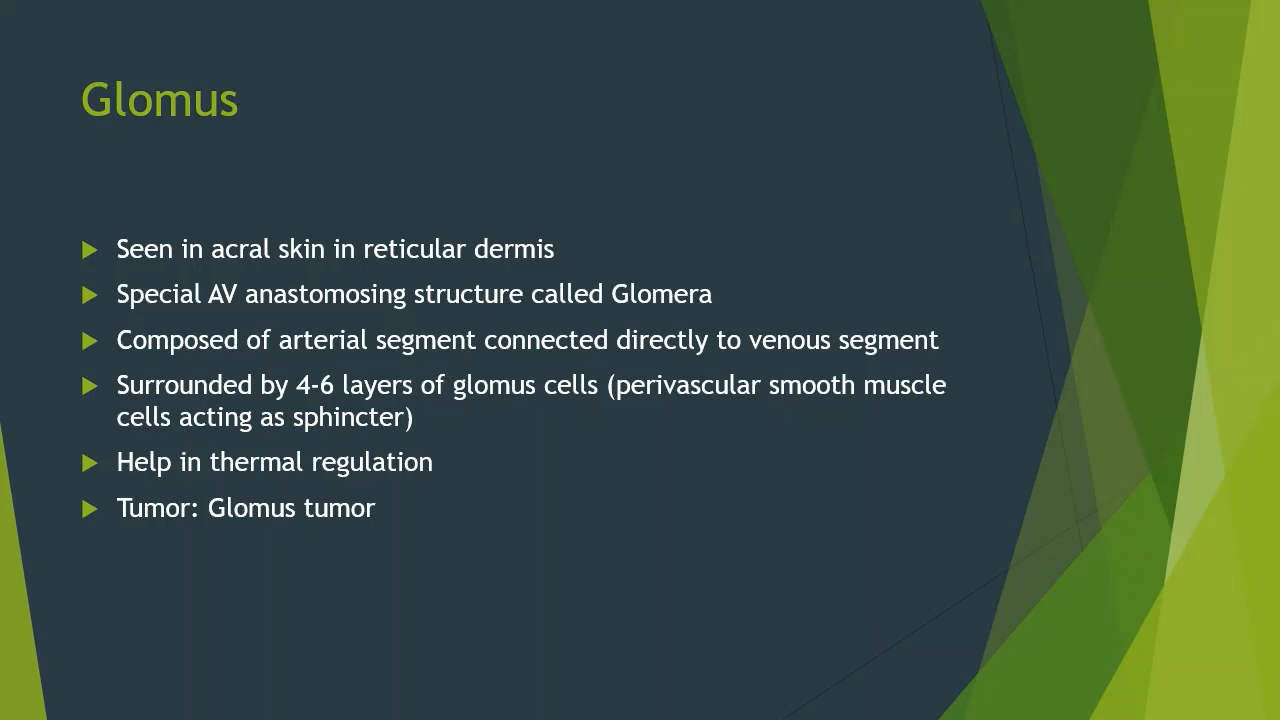 Glomus
Seen in acral skin in reticular dermis
Special AV anastomosing structure called Glomera
Composed of arterial segment connected directly to venous segment
Surrounded by 4-6 layers of glomus cells (perivascular smooth muscle
cells acting as sphincter)
Help in thermal regulation
Tumor: Glomus tumor